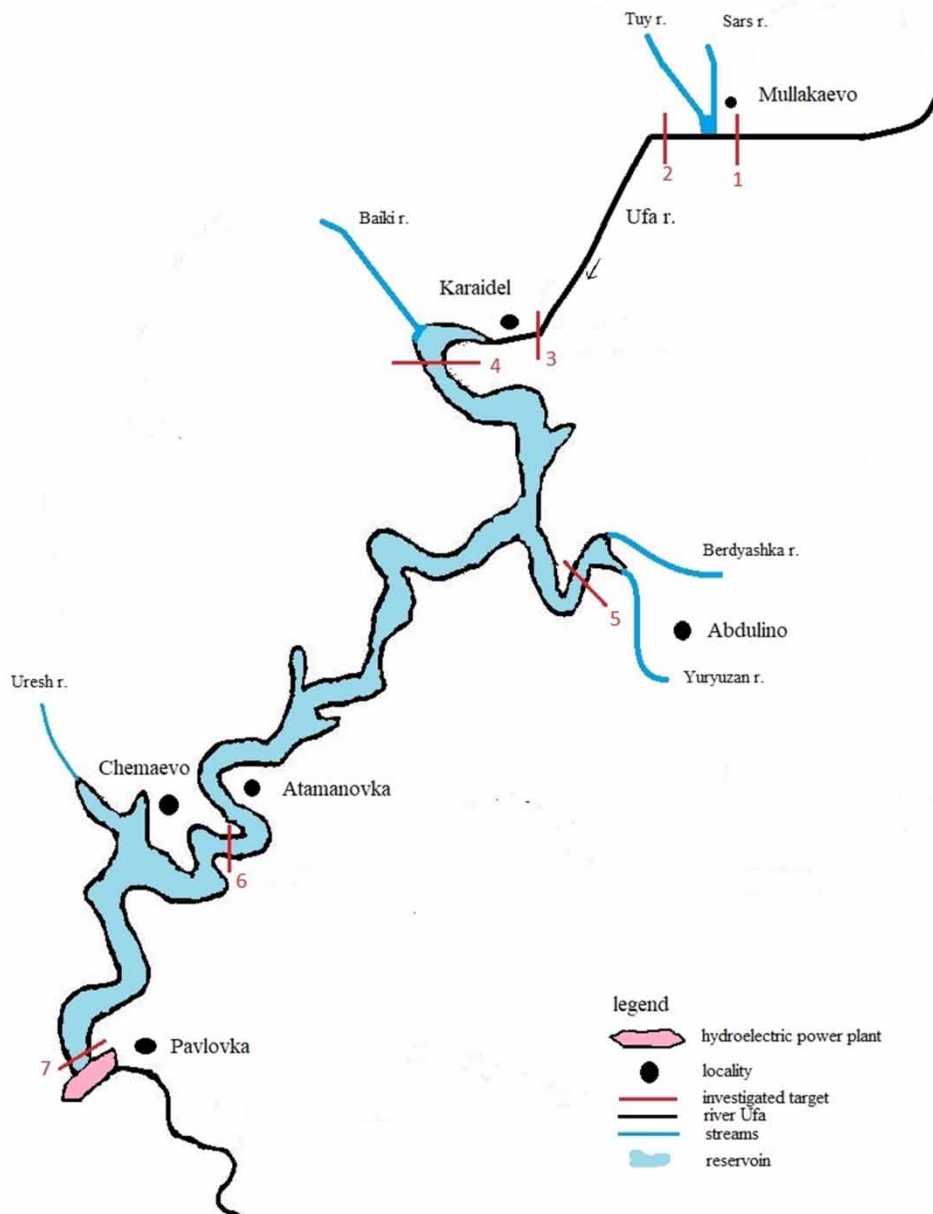 Tuy r.
Sars r.
Mullakaevo
2
1
Baiki r.
Ufa r.
Karaidel
4
3
Berdyashka r.
5
Abdulino
Uresh r.
Yuryuzan r.
Chemaevo
Atamanovka
6
legend
7
Pavlovka
hydroelectric power plant
locality
investigated target
river Ufa
streams
reservoin